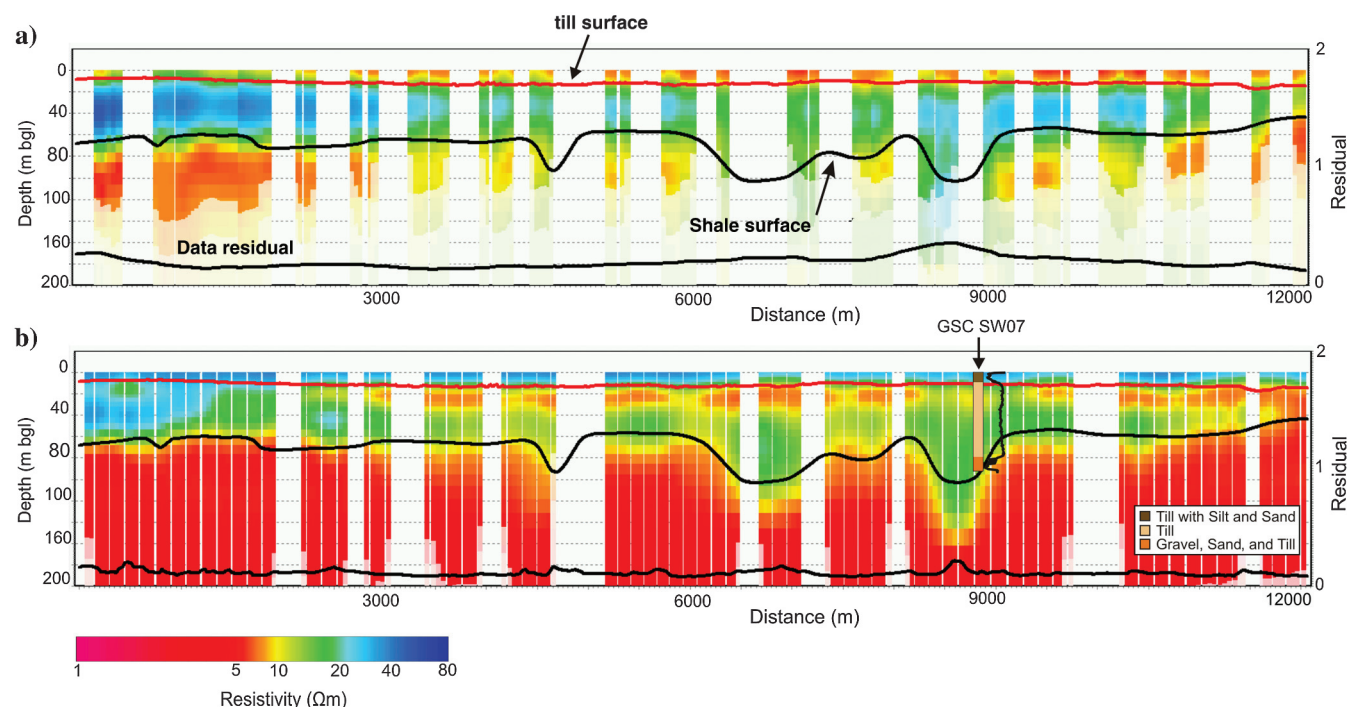 a)
till surface
0
40
80
100
160
200
Depth (m bgl)
Shale surface
Data residual
2
1
0
Residual
3000
6000
9000
12000
Distance (m)
b)
GSC SW07
0
40
80
100
160
200
Depth (m bgl)
2
1
0
Residual
Till with Silt and Sand
Till
Gravel, Sand, and Till
3000
6000
9000
12000
Distance (m)
1
5
10
20
40
80
Resistivity (Ωm)